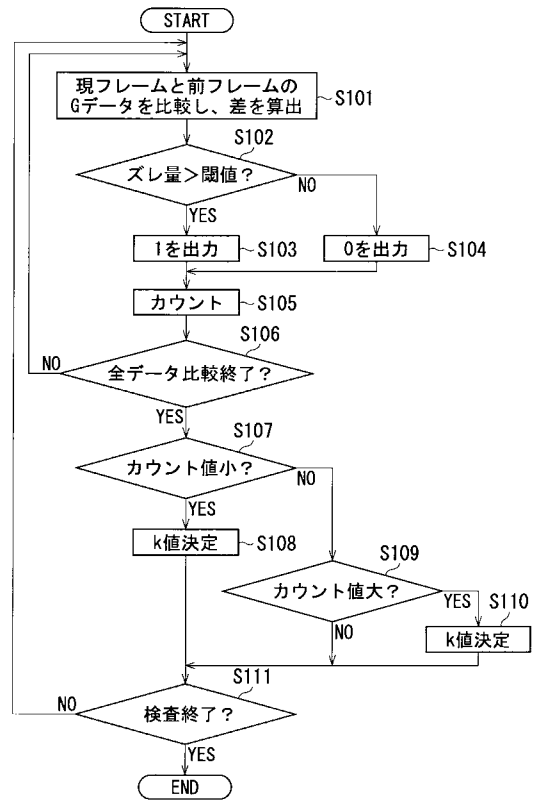 START
現フレームと前フレームの
Gデータを比較し、差を算出
S101
S102
ズレ量>閾値?
NO
YES
1を出力
S103
0を出力
S104
カウント
S105
S106
NO
全データ比較終了?
YES
S107
カウント値小?
NO
YES
k値決定
S108
S109
カウント値大?
YES
S110
NO
k値決定
S111
NO
検査終了?
YES
END